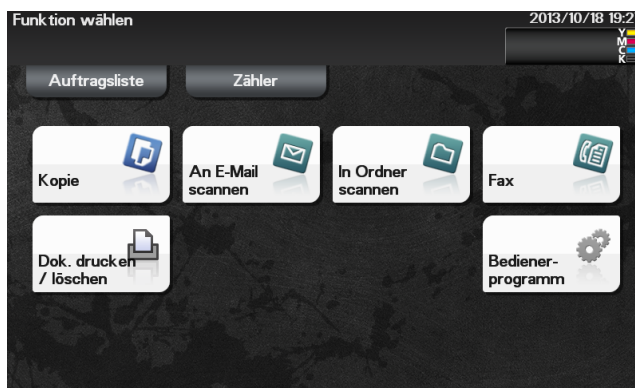 Funktion wählen
2013/10/18 19:2
Y
M
C
K
Auftragsliste
Zähler
Kopie
An E-Mail
scannen
In Ordner
scannen
Fax
Dok. drucken
/ löschen
Bediener-
programm